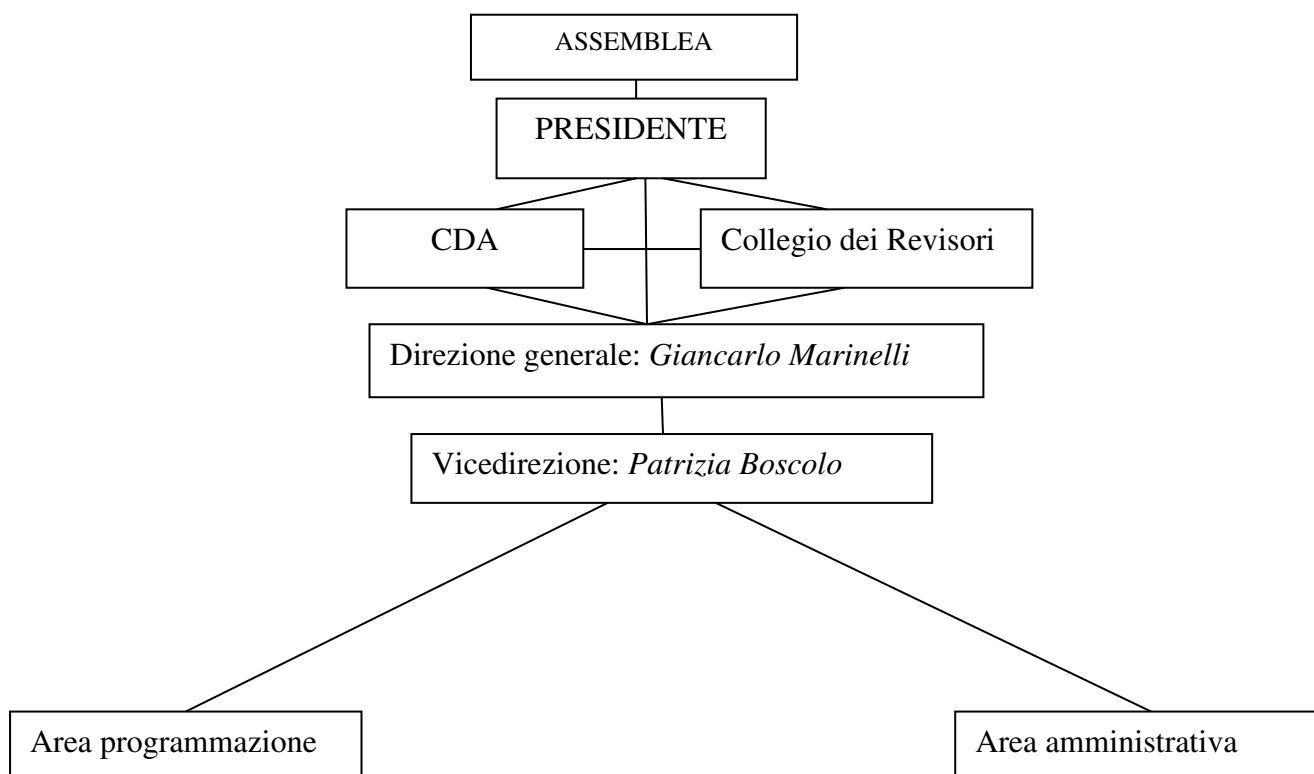 ASSEMBLEA
PRESIDENTE
CDA
Collegio dei Revisori
Direzione generale: Giancarlo Marinelli
Vicedirezione: Patrizia Boscolo
Area programmazione
Area amministrativa